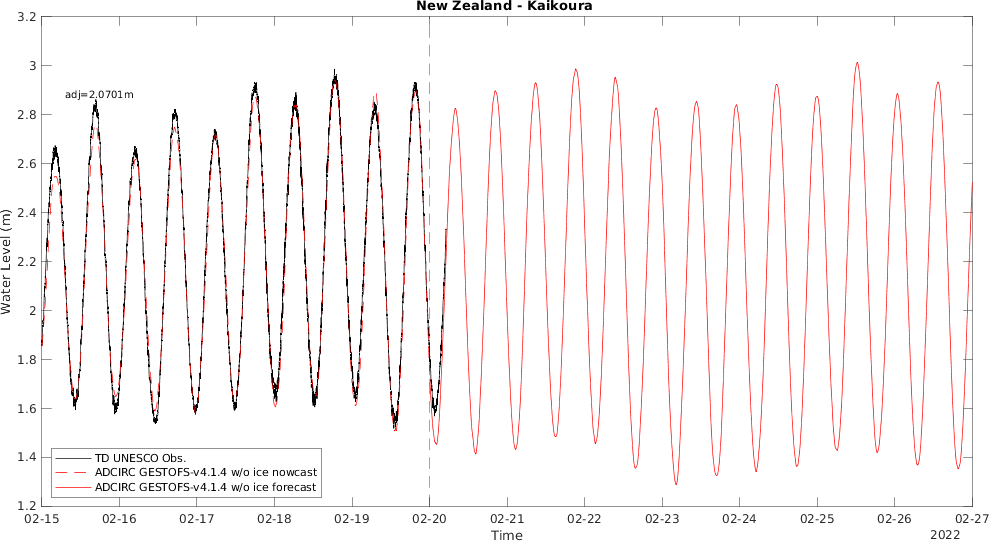 New Zealand - Kaikoura
3.2
3
2.8
2.6
2.4
2.2
2
1.8
1.6
1.4
1.2
Water Level (m)
adj=2.0701m
TD UNESCO Obs.
ADCIRC GESTOFS-v4.1.4 w/o ice nowcast
ADCIRC GESTOFS-v4.1.4 w/o ice forecast
02-15 02-16 02-17 02-18 02-19 02-20 02-21 02-22 02-23 02-24 02-25 02-26 02-27
Time
2022